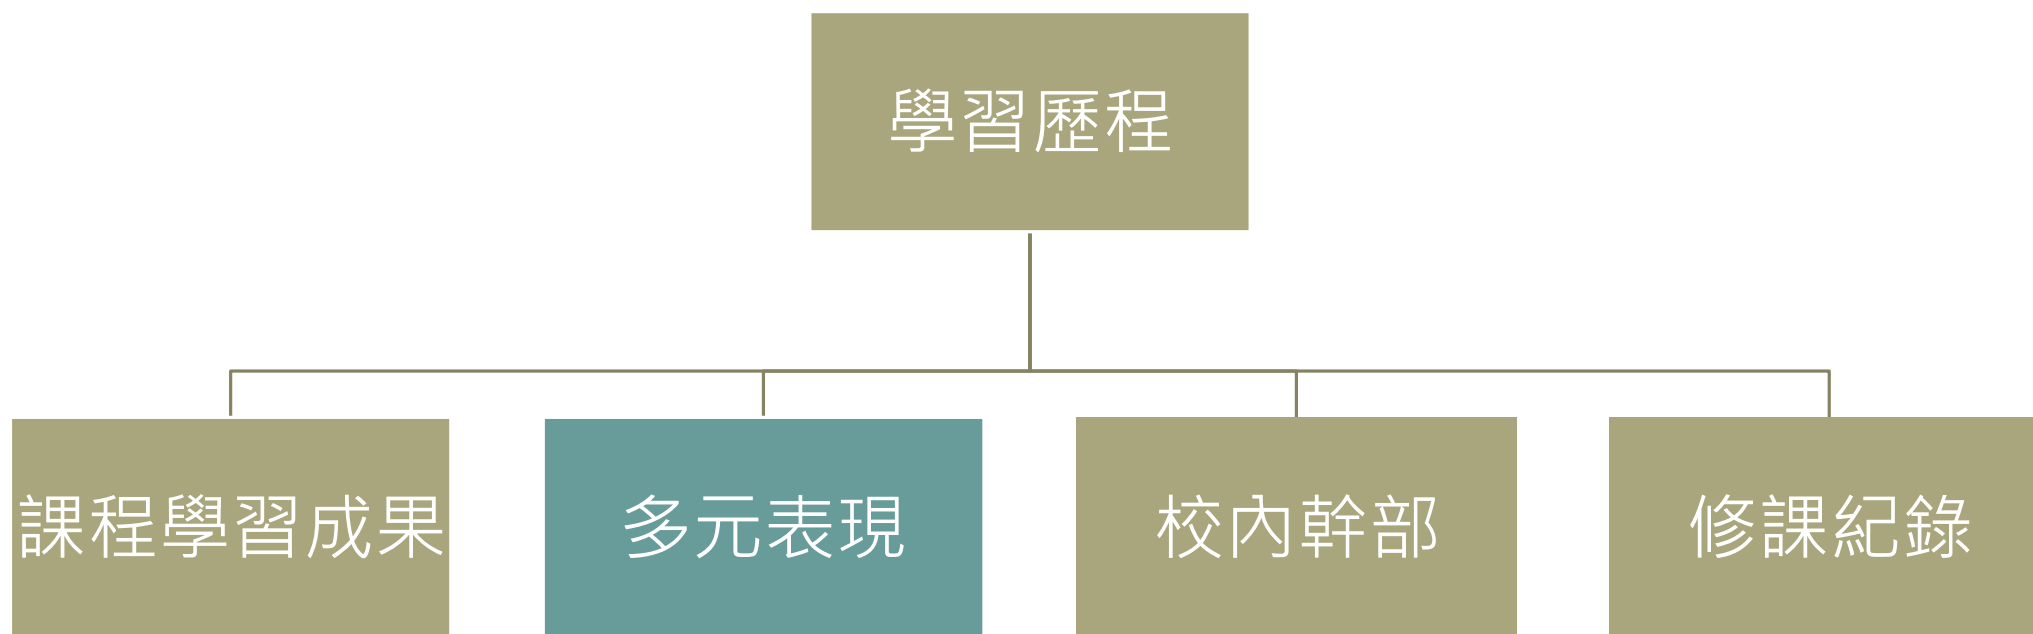 學習歷程
課程學習成果
多元表現
校內幹部
修課紀錄